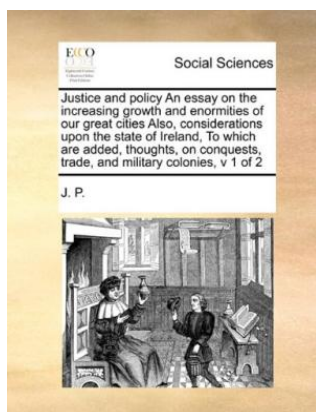 ECCO
Social Sciences
Justice and policy An essay on the
increasing growth and enormities of
our great cities Also, considerations
upon the state of Ireland, To which
are added, thoughts, on conquests,
trade, and military colonies, v 1 of 2
J. P.